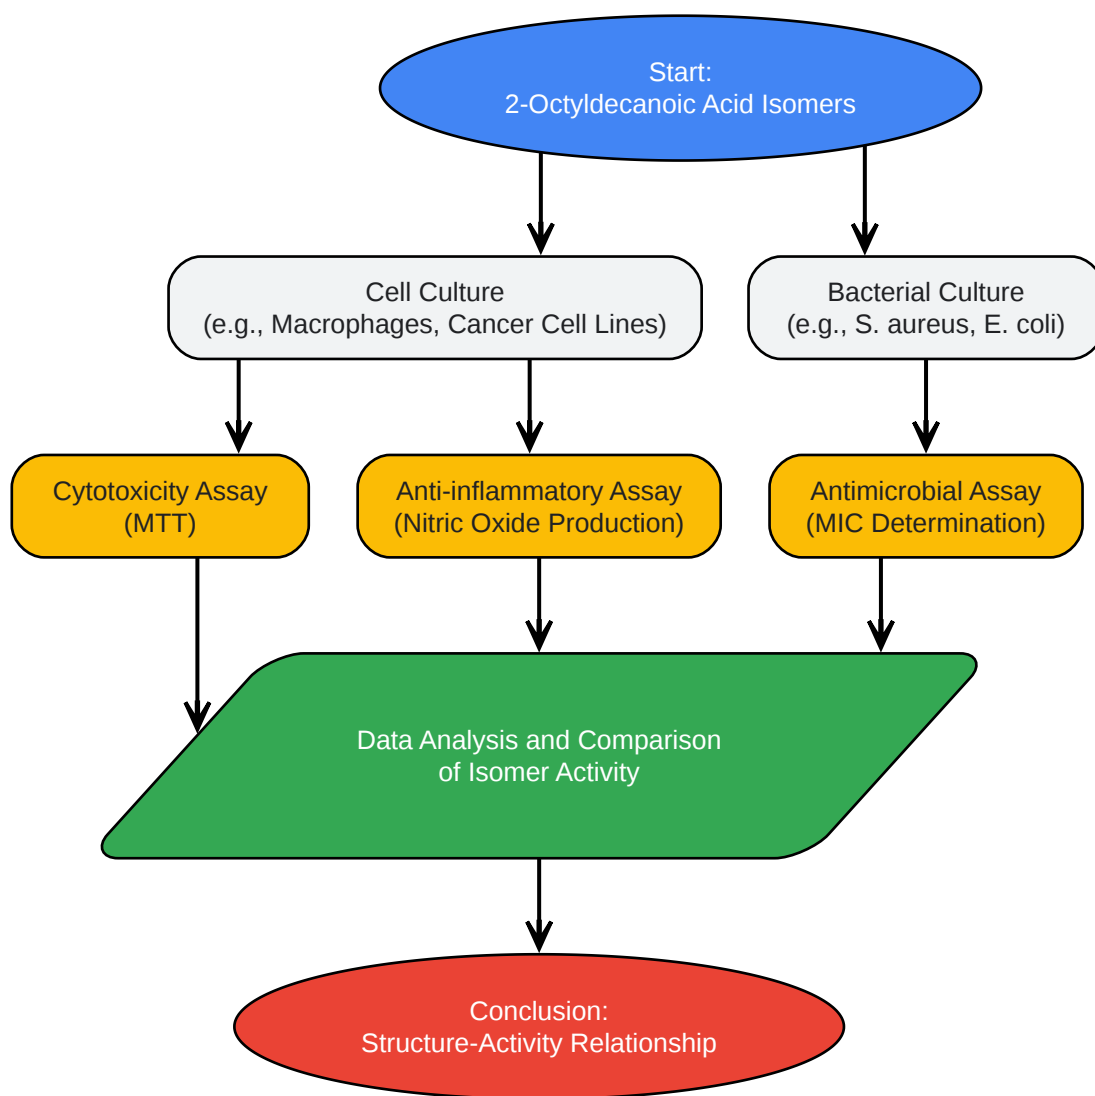 Start:
2-Octyldecanoic Acid Isomers
Cell Culture
(e.g., Macrophages, Cancer Cell Lines)
Bacterial Culture
(e.g., S. aureus, E. coli)
Cytotoxicity Assay
(MTT)
Anti-inflammatory Assay
(Nitric Oxide Production)
Antimicrobial Assay
(MIC Determination)
Data Analysis and Comparison
of Isomer Activity
Conclusion:
Structure-Activity Relationship